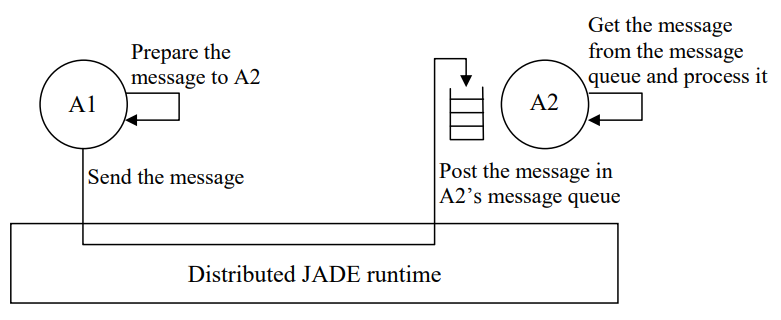 Prepare the
message to A2
A1
Send the message
Get the message
from the message
queue and process it
A2
Post the message in
A2’s message queue
Distributed JADE runtime